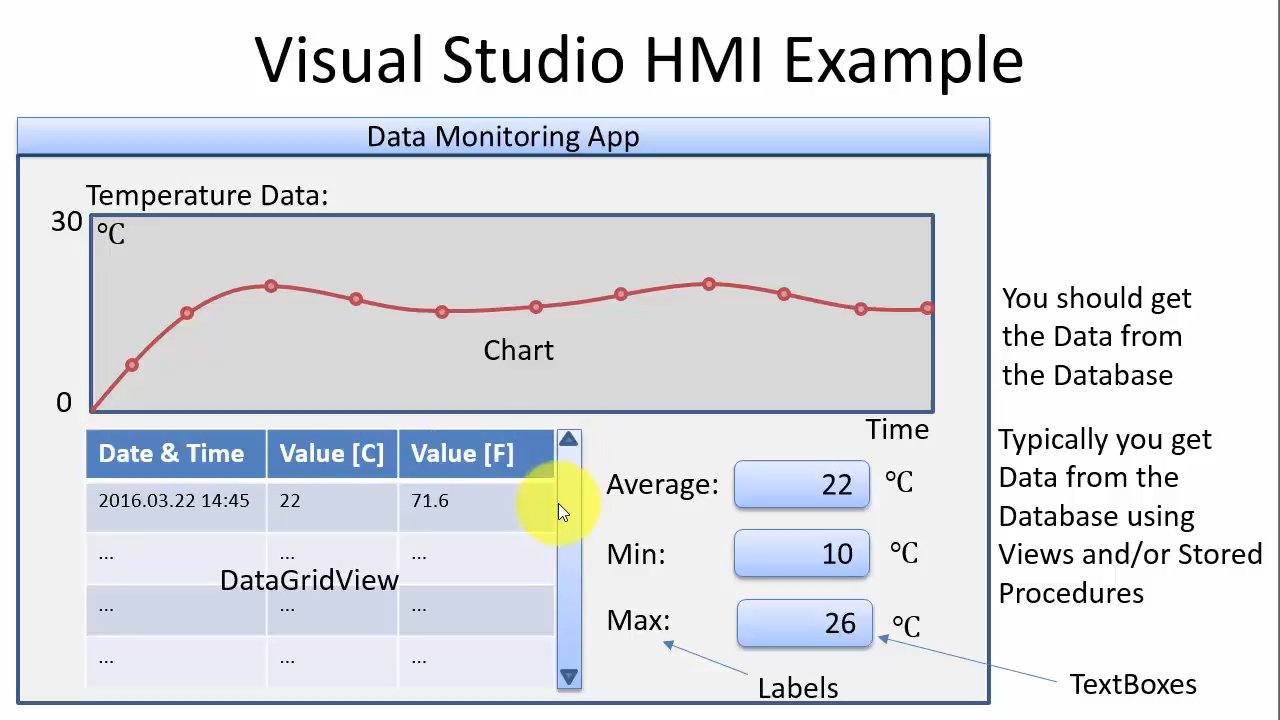 Visual Studio HMI Example
Data Monitoring App
Temperature Data:
30
°C
Chart
0
Time
Date & Time Value [C] Value [F]
2016.03.22 14:45 22 71.6
... ... ...
DataGridView
... ... ...
... ... ...
Average: 22 °C
Min: 10 °C
Max: 26 °C
Labels
TextBoxes
You should get
the Data from
the Database
Typically you get
Data from the
Database using
Views and/or Stored
Procedures